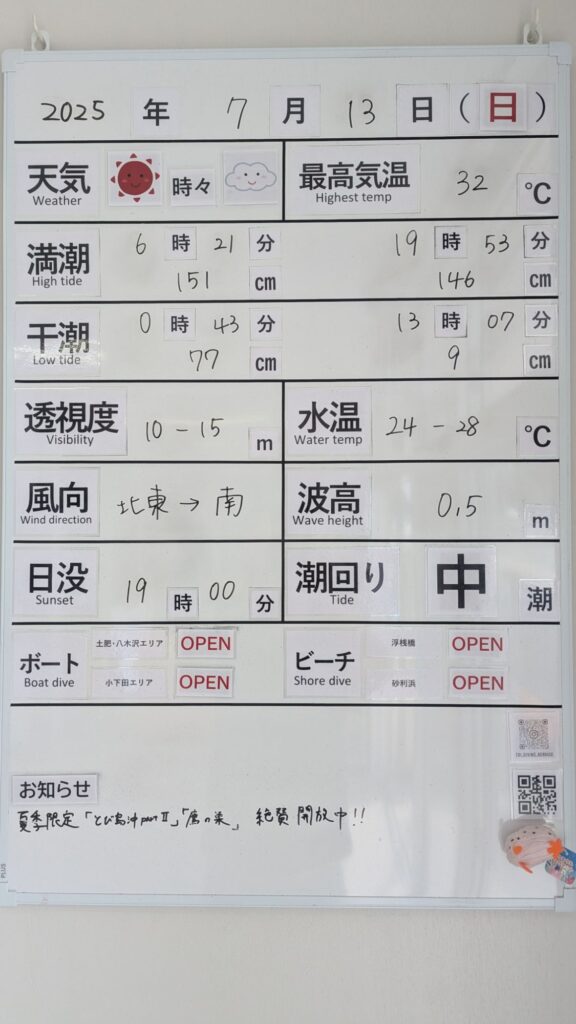 2025 年 7 月 13 日 (日)
天気 時々
Weather
最高気温 32 ℃
Highest temp
満潮 6 時 21 分 19 時 53 分
High tide 151 cm 146 cm
干潮 0 時 43 分 13 時 07 分
Low tide 77 cm 9 cm
透視度 10 - 15 m
Visibility
水温 24 - 28 ℃
Water temp
風向 北東 → 南
Wind direction
波高 0.5 m
Wave height
日没 19 時 00 分
Sunset
潮回り 中 潮
Tide
ボート 土肥・八木沢エリア OPEN
Boat dive 小下田エリア OPEN
ビーチ 浮桟橋 OPEN
Shore dive 砂利浜 OPEN
TOI DIVING SERVICE
お知らせ
夏季限定「とび島沖partⅡ」「 の 」絶賛開放中!!
PLUS